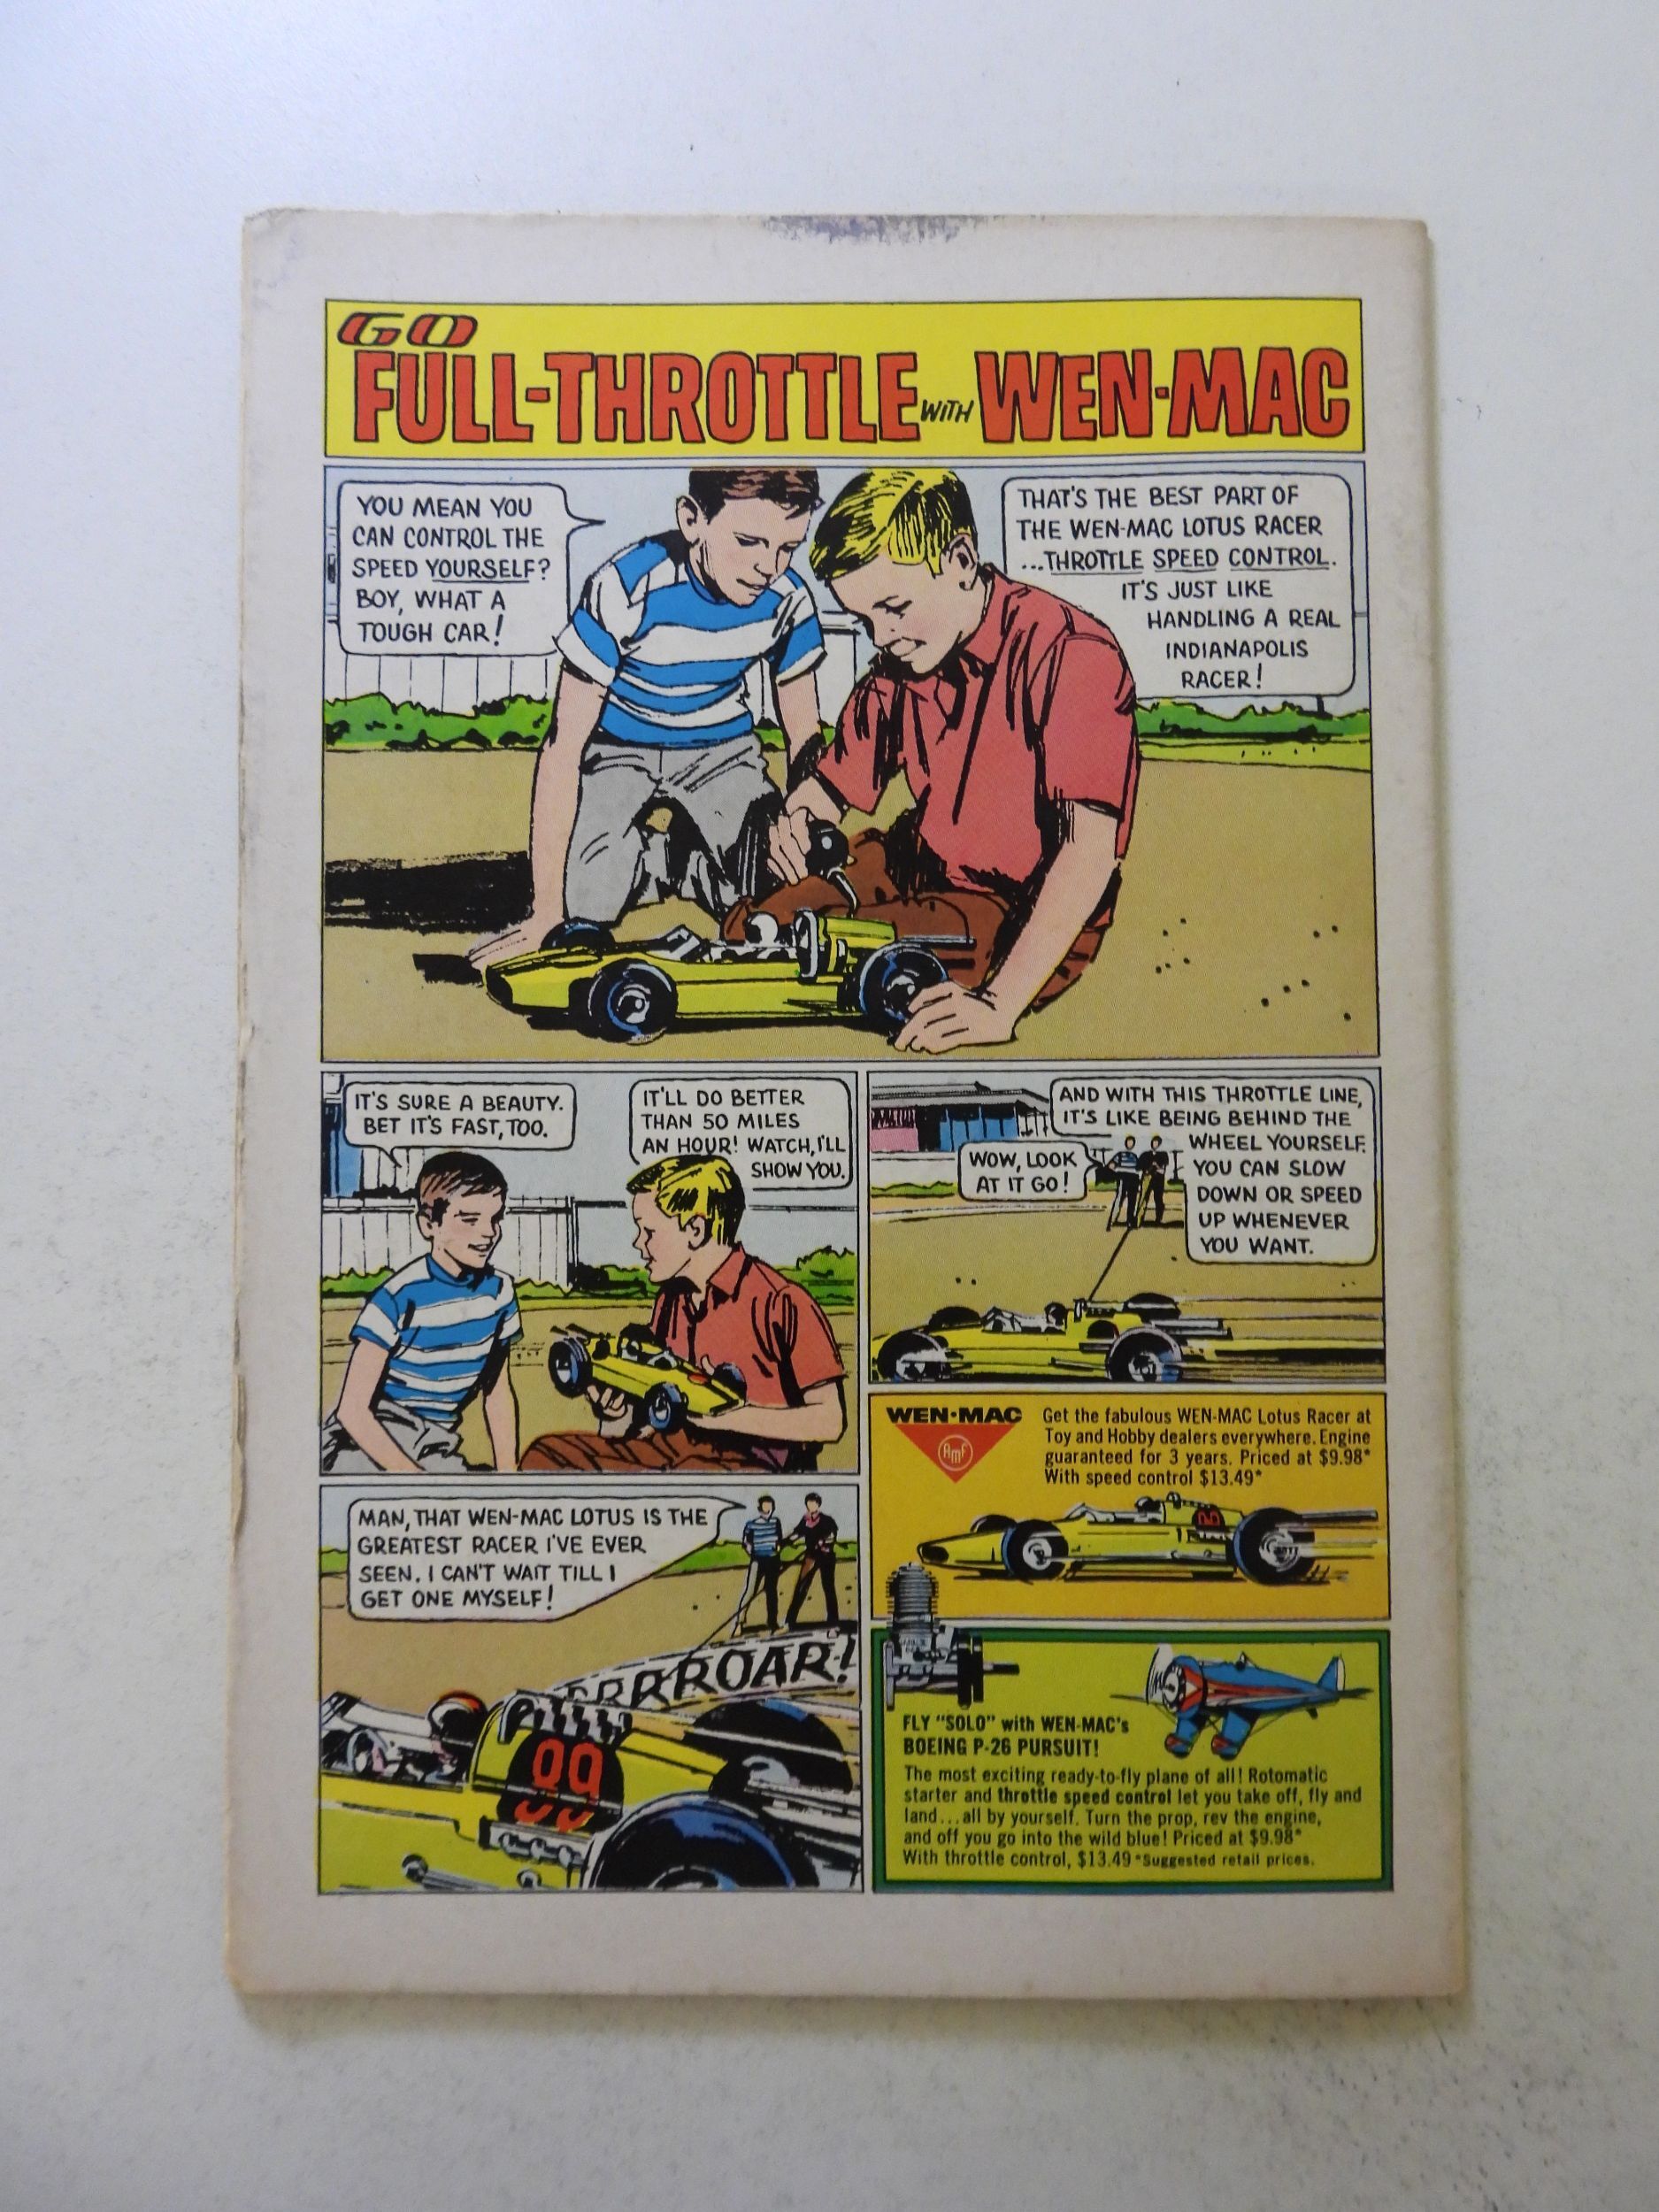 GO
FULL-THROTTLE WITH WEN-MAC
YOU MEAN YOU
CAN CONTROL THE
SPEED YOURSELF?
BOY, WHAT A
TOUGH CAR!
THAT'S THE BEST PART OF
THE WEN-MAC LOTUS RACER
...THROTTLE SPEED CONTROL.
IT'S JUST LIKE
HANDLING A REAL
INDIANAPOLIS
RACER!
IT'S SURE A BEAUTY.
BET IT'S FAST, TOO.
IT'LL DO BETTER
THAN 50 MILES
AN HOUR! WATCH, I'LL
SHOW YOU.
AND WITH THIS THROTTLE LINE,
IT'S LIKE BEING BEHIND THE
WHEEL YOURSELF.
YOU CAN SLOW
DOWN OR SPEED
UP WHENEVER
YOU WANT.
WOW, LOOK
AT IT GO!
MAN, THAT WEN-MAC LOTUS IS THE
GREATEST RACER I'VE EVER
SEEN. I CAN'T WAIT TILL I
GET ONE MYSELF!
RRRROAR!
99
WEN·MAC
AMF
Get the fabulous WEN-MAC Lotus Racer at
Toy and Hobby dealers everywhere. Engine
guaranteed for 3 years. Priced at $9.98*
With speed control $13.49*
FLY "SOLO" with WEN-MAC's
BOEING P-26 PURSUIT!
The most exciting ready-to-fly plane of all! Rotomatic
starter and throttle speed control let you take off, fly and
land...all by yourself. Turn the prop, rev the engine,
and off you go into the wild blue! Priced at $9.98*
With throttle control, $13.49 *Suggested retail prices.